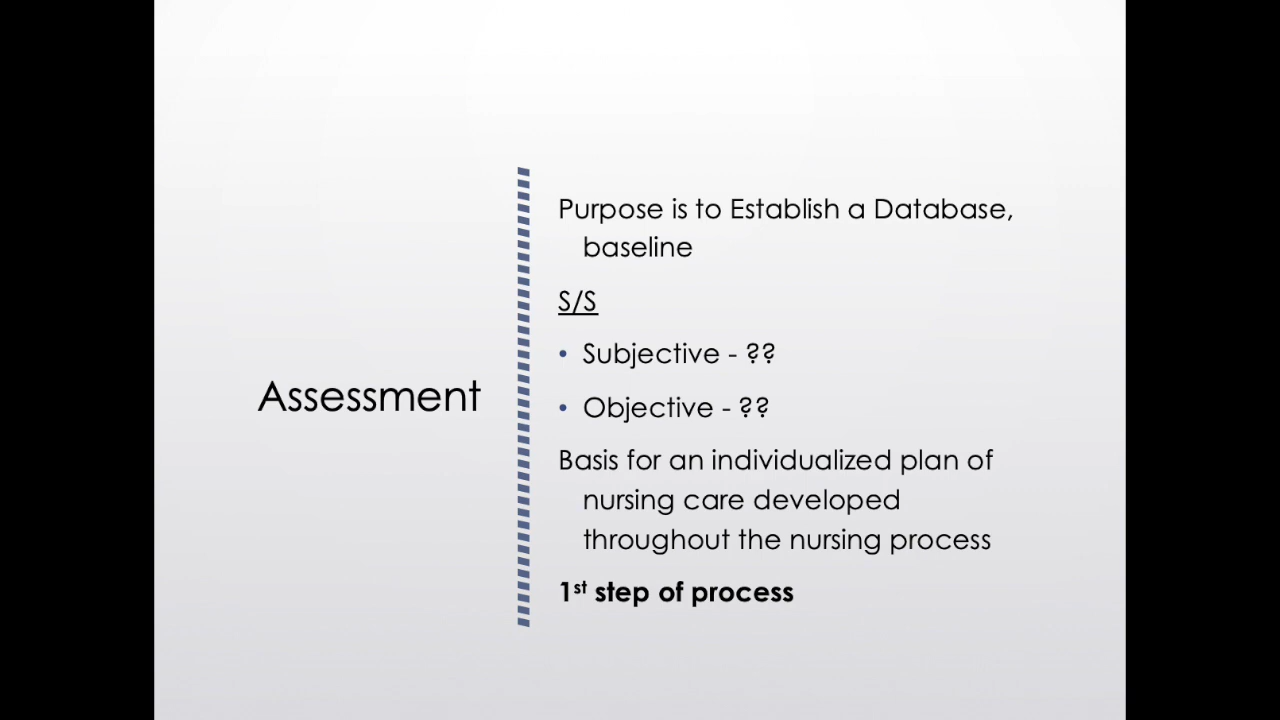 Assessment
Purpose is to Establish a Database,
baseline
S/S
• Subjective - ??
• Objective - ??
Basis for an individualized plan of
nursing care developed
throughout the nursing process
1st step of process